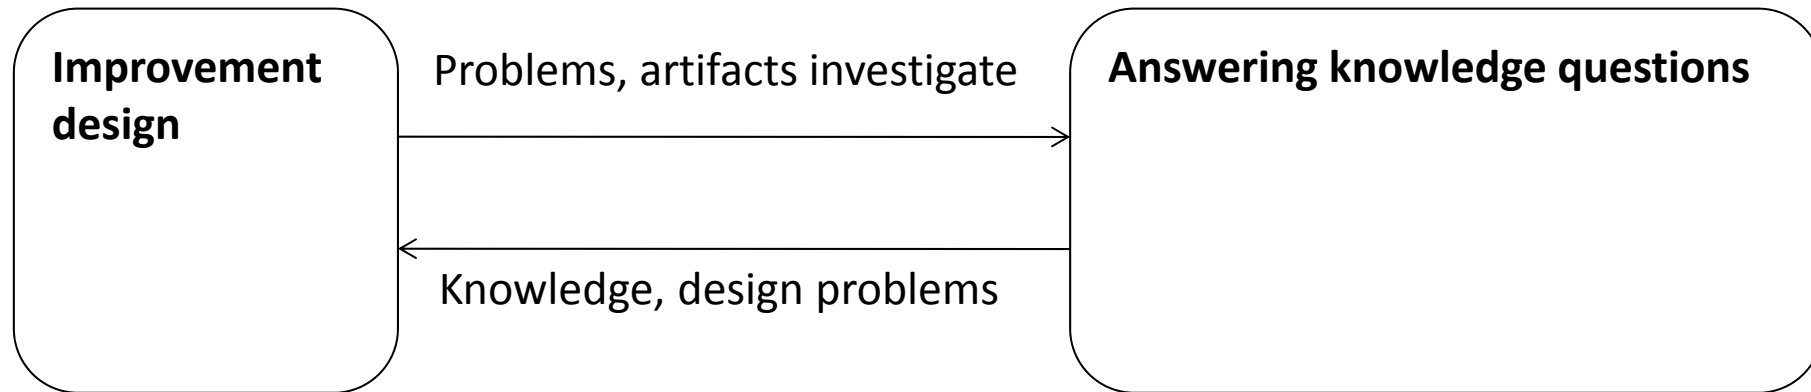 Improvement
design
Problems, artifacts investigate
Knowledge, design problems
Answering knowledge questions